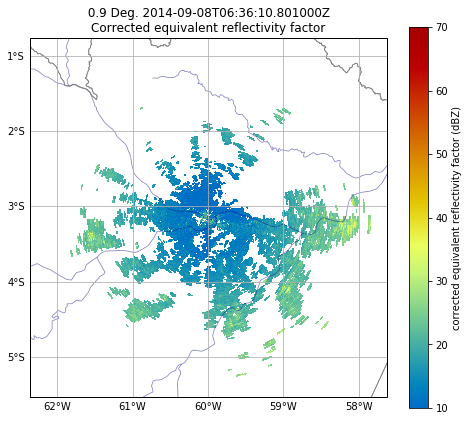 0.9 Deg. 2014-09-08T06:36:10.801000Z
Corrected equivalent reflectivity factor
1°S
2°S
3°S
4°S
5°S
62°W
61°W
60°W
59°W
58°W
70
60
50
40
30
20
10
corrected equivalent reflectivity factor (dBZ)